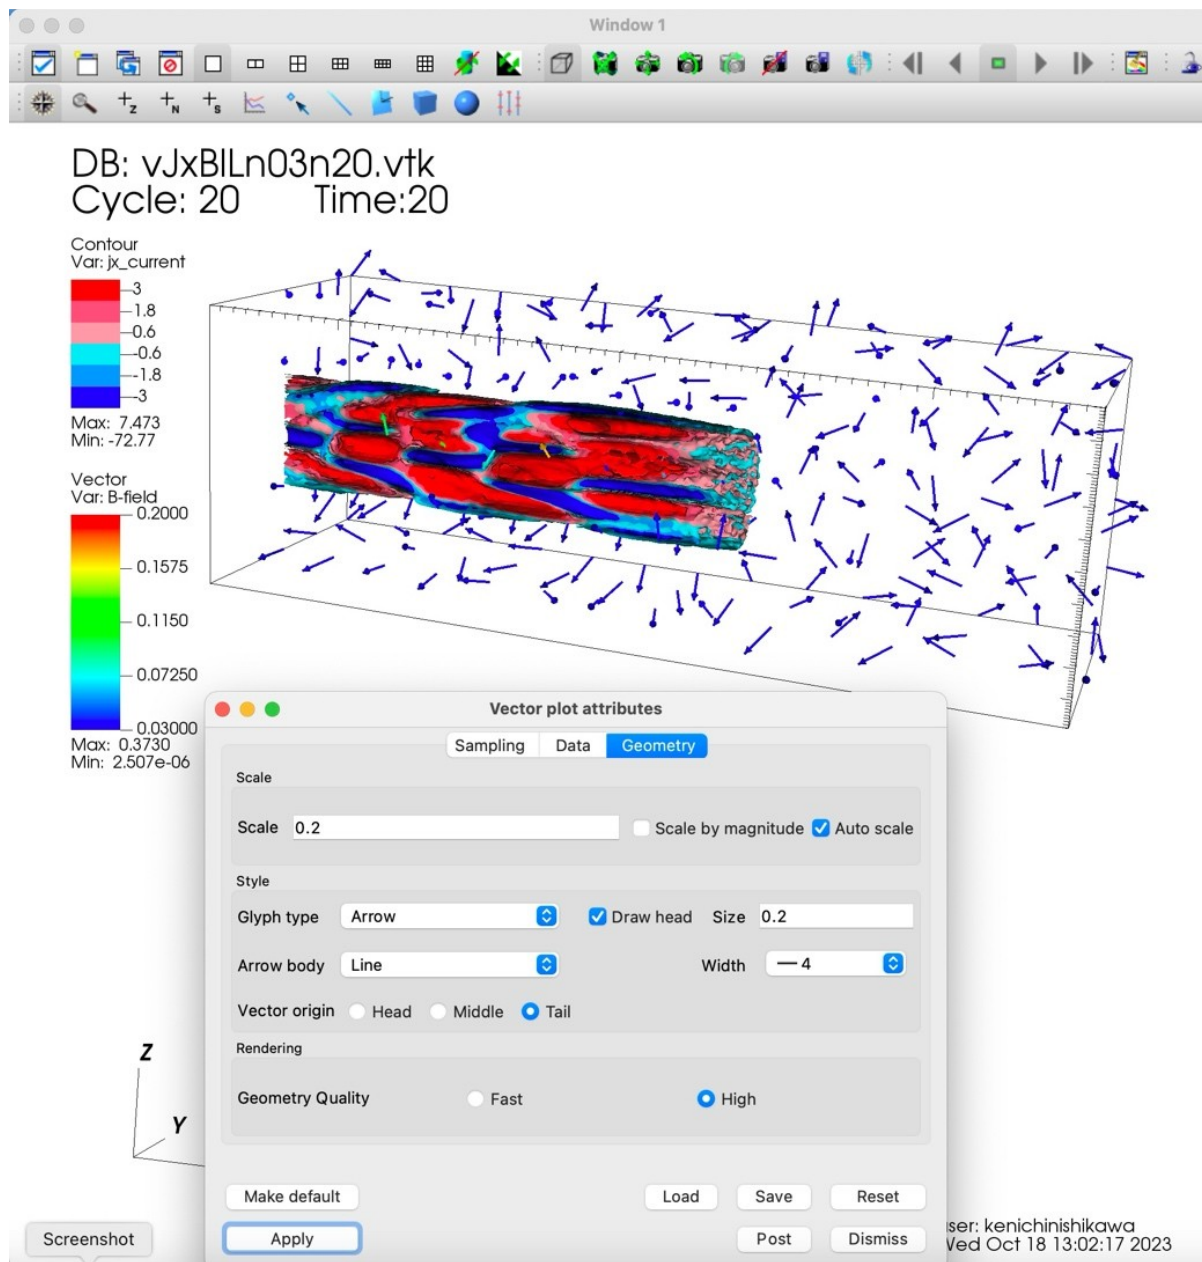 Window 1
DB: vJxBILn03n20.vtk
Cycle: 20 Time:20
Contour
Var: jx_current
3
1.8
0.6
-0.6
-1.8
-3
Max: 7.473
Min: -72.77
Vector
Var: B-field
0.2000
0.1575
0.1150
0.07250
0.03000
Max: 0.3730
Min: 2.507e-06
Vector plot attributes
Sampling Data Geometry
Scale
Scale 0.2 Scale by magnitude Auto scale
Style
Glyph type Arrow Draw head Size 0.2
Arrow body Line Width 4
Vector origin Head Middle Tail
Rendering
Geometry Quality Fast High
Z
Y
Make default Load Save Reset
Apply Post Dismiss
Screenshot
ser: kenichinishikawa
Wed Oct 18 13:02:17 2023